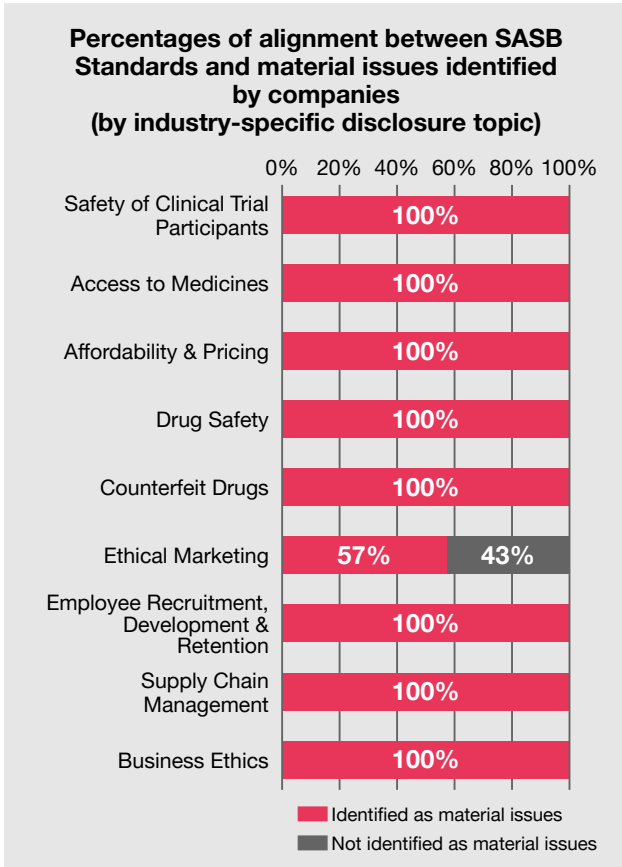 Percentages of alignment between SASB
Standards and material issues identified
by companies
(by industry-specific disclosure topic)
0% 20% 40% 60% 80% 100%
Safety of Clinical Trial
Participants
100%
Access to Medicines
100%
Affordability & Pricing
100%
Drug Safety
100%
Counterfeit Drugs
100%
Ethical Marketing
57% 43%
Employee Recruitment,
Development &
Retention
100%
Supply Chain
Management
100%
Business Ethics
100%
Identified as material issues
Not identified as material issues